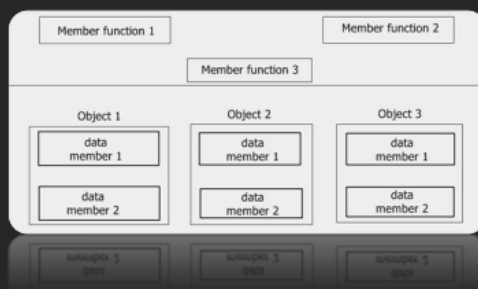 Member function 1
Member function 2
Member function 3
Object 1
Object 2
Object 3
data
member 1
data
member 1
data
member 1
data
member 2
data
member 2
data
member 2